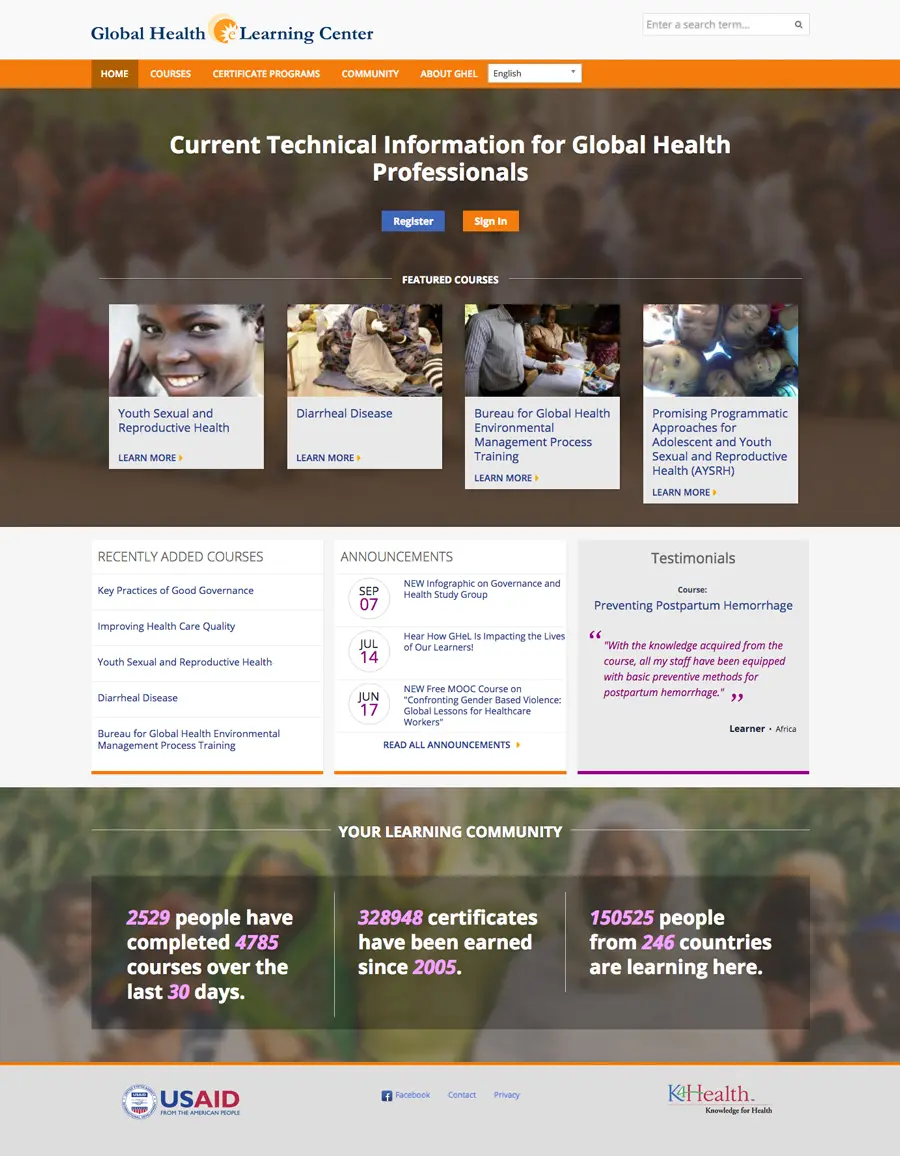 Global Health eLearning Center
Enter a search term...
HOME COURSES CERTIFICATE PROGRAMS COMMUNITY ABOUT GHEL English
Current Technical Information for Global Health
Professionals
Register Sign In
FEATURED COURSES
Youth Sexual and
Reproductive Health
LEARN MORE
Diarrheal Disease
LEARN MORE
Bureau for Global Health
Environmental
Management Process
Training
LEARN MORE
Promising Programmatic
Approaches for
Adolescent and Youth
Sexual and Reproductive
Health (AYSRH)
LEARN MORE
RECENTLY ADDED COURSES
Key Practices of Good Governance
Improving Health Care Quality
Youth Sexual and Reproductive Health
Diarrheal Disease
Bureau for Global Health Environmental
Management Process Training
ANNOUNCEMENTS
SEP
07
NEW Infographic on Governance and
Health Study Group
JUL
14
Hear How GHeL Is Impacting the Lives
of Our Learners!
JUN
17
NEW Free MOOC Course on
"Confronting Gender Based Violence:
Global Lessons for Healthcare
Workers"
READ ALL ANNOUNCEMENTS
Testimonials
Course:
Preventing Postpartum Hemorrhage
"With the knowledge acquired from the
course, all my staff have been equipped
with basic preventive methods for
postpartum hemorrhage."
Learner • Africa
YOUR LEARNING COMMUNITY
2529 people have
completed 4785
courses over the
last 30 days.
328948 certificates
have been earned
since 2005.
150525 people
from 246 countries
are learning here.
USAID
USAID
FROM THE AMERICAN PEOPLE
Facebook Contact Privacy
K4Health
Knowledge for Health